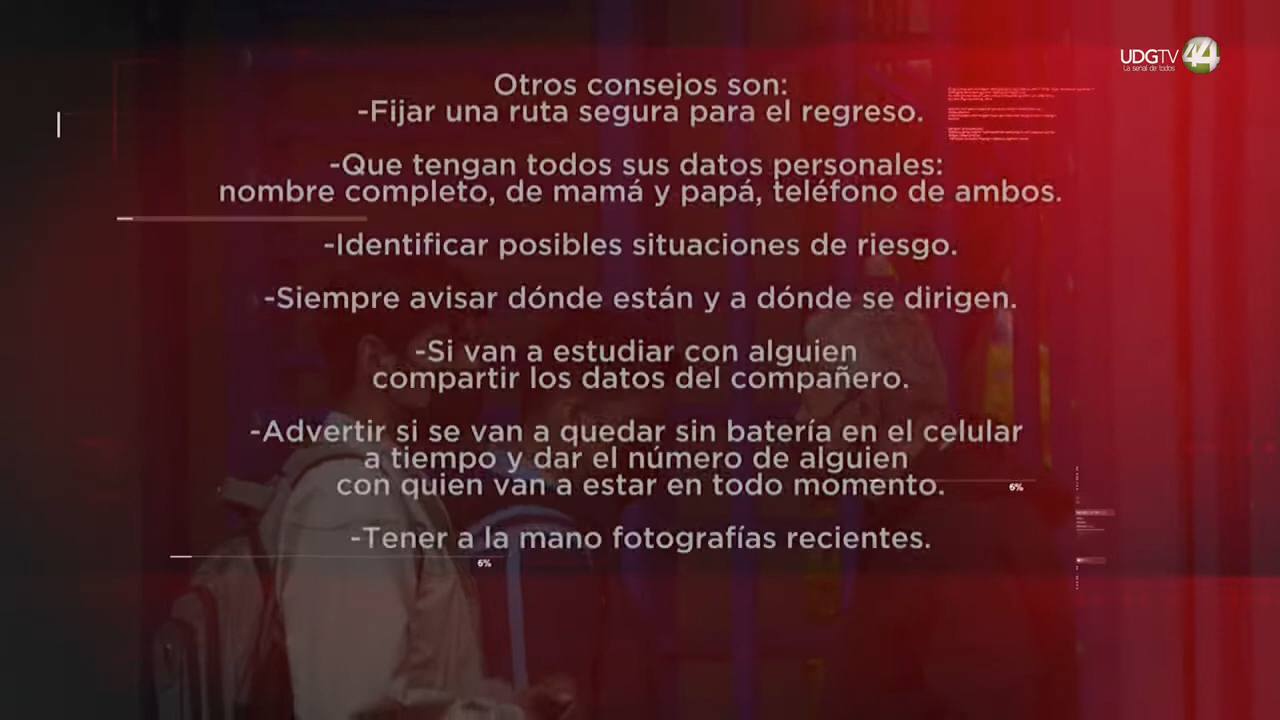 UDGTV 44
La señal de todos
Otros consejos son:
-Fijar una ruta segura para el regreso.
-Que tengan todos sus datos personales:
nombre completo, de mamá y papá, teléfono de ambos.
-Identificar posibles situaciones de riesgo.
-Siempre avisar dónde están y a dónde se dirigen.
-Si van a estudiar con alguien
compartir los datos del compañero.
-Advertir si se van a quedar sin batería en el celular
a tiempo y dar el número de alguien
con quien van a estar en todo momento.
6%
-Tener a la mano fotografías recientes.
6%